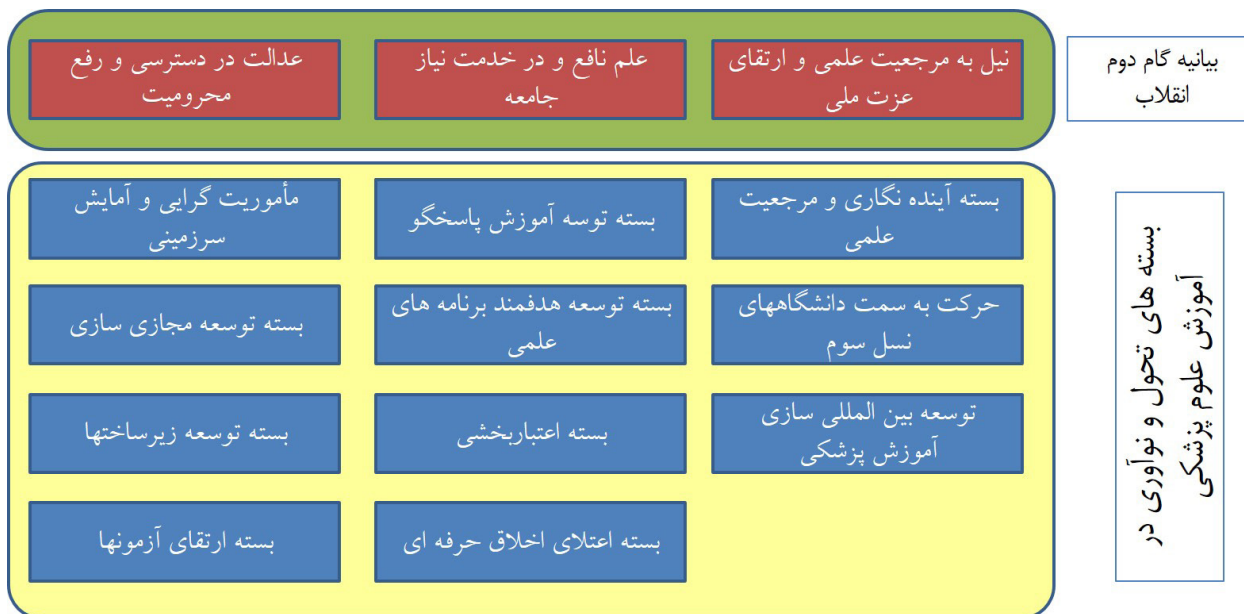 بیانیه گام دوم
انقلاب
نیل به مرجعیت علمی و ارتقای
عزت ملی
علم نافع و در خدمت نیاز
جامعه
عدالت در دسترسی و رفع
محرومیت
بسته های تحول و نوآوری در
آموزش علوم پزشکی
بسته آینده نگاری و مرجعیت
علمی
بسته توسه آموزش پاسخگو
مأموریت گرایی و آمایش
سرزمینی
حرکت به سمت دانشگاههای
نسل سوم
بسته توسعه هدفمند برنامه های
علمی
بسته توسعه مجازی سازی
توسعه بین المللی سازی
آموزش پزشکی
بسته اعتباربخشی
بسته توسعه زیرساختها
بسته اعتلای اخلاق حرفه ای
بسته ارتقای آزمونها